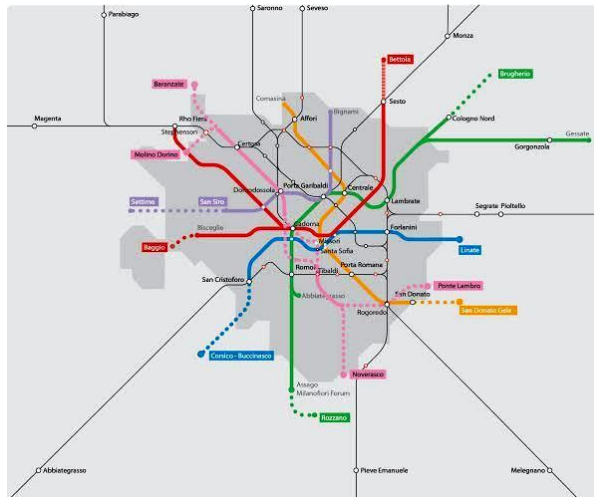 Parabiago
Saronno
Seveso
Monza
Bettola
Brugherio
Baranzate
Comasina
Bignami
Sesto
Magenta
Rho Fiera
Stephenson
Affori
Cologno Nord
Gessate
Gorgonzola
Certosa
Molino Dorino
Domodossola
Porta Garibaldi
Centrale
Lambrate
Settimo
San Siro
Segrate
Pioltello
Bisceglie
Cadorna
Forlanini
Baggio
Missori
Santa Sofia
Linate
San Cristoforo
Romolo
Tibaldi
Porta Romana
Ponte Lambro
Abbiategrasso
San Donato
San Donato Gela
Rogoredo
Corsico - Buccinasco
Noverasco
Assago
Milanofiori Forum
Rozzano
Abbiategrasso
Pieve Emanuele
Melegnano